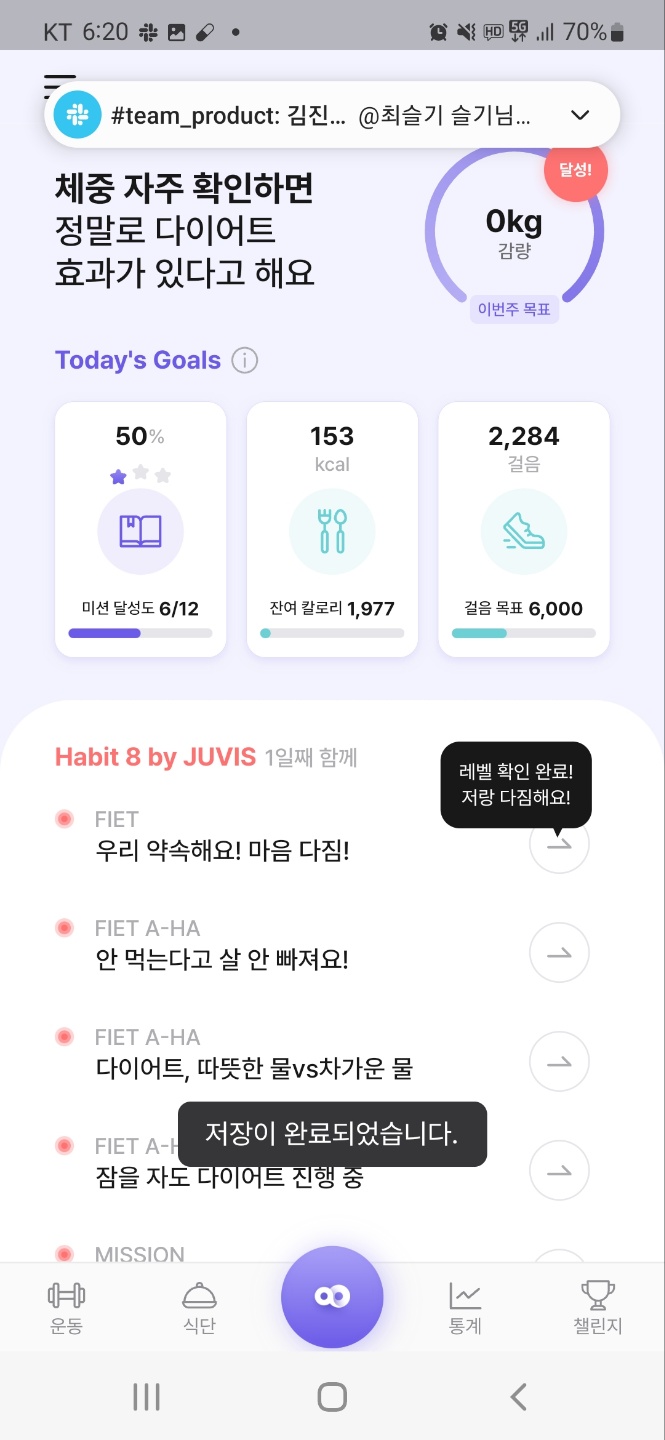 KT 6:20
HD 5G 70%
#team_product: 김진... @최슬기 슬기님...
체중 자주 확인하면
정말로 다이어트
효과가 있다고 해요
달성!
0kg
감량
이번주 목표
Today's Goals
50%
미션 달성도 6/12
153
kcal
잔여 칼로리 1,977
2,284
걸음
걸음 목표 6,000
Habit 8 by JUVIS 1일째 함께
레벨 확인 완료!
저랑 다짐해요!
FIET
우리 약속해요! 마음 다짐!
FIET A-HA
안 먹는다고 살 안 빠져요!
FIET A-HA
다이어트, 따뜻한 물vs차가운 물
FIET A-H
저장이 완료되었습니다.
잠을 자도 다이어트 진행 중
MISSION
운동
식단
통계
챌린지